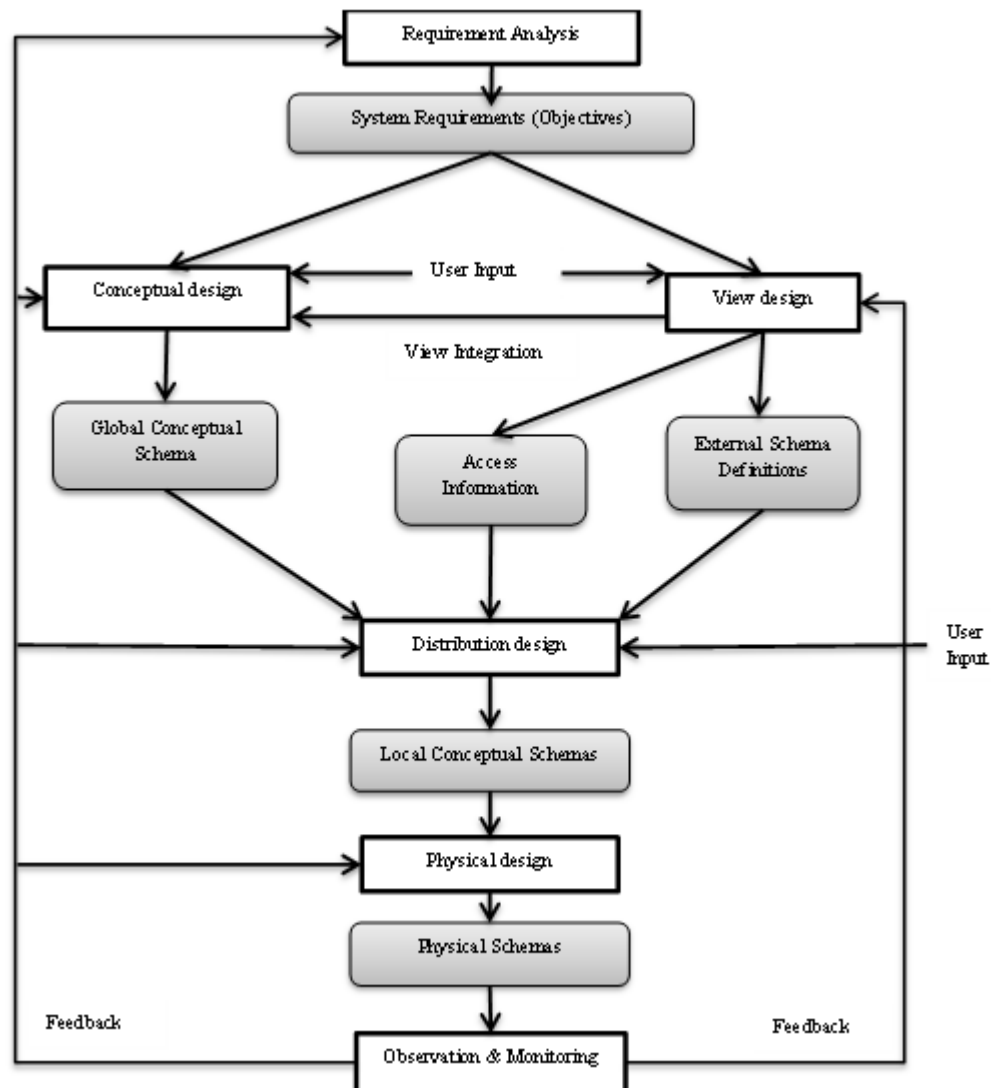 Requirement Analysis
System Requirements (Objectives)
User Input
Conceptual design
View design
View Integration
Global Conceptual
Schema
Access
Information
External Schema
Definitions
Distribution design
User
Input
Local Conceptual Schemas
Physical design
Physical Schemas
Feedback
Feedback
Observation & Monitoring